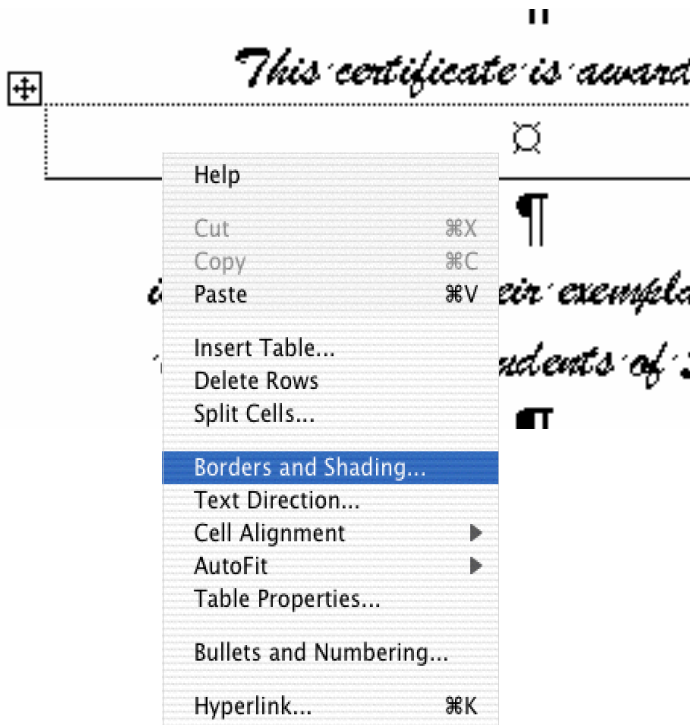 This certificate is award
Help
Cut ⌘X
Copy ⌘C
Paste ⌘V
eir exempla
Insert Table...
Delete Rows
udents of
Split Cells...
Borders and Shading...
Text Direction...
Cell Alignment
AutoFit
Table Properties...
Bullets and Numbering...
Hyperlink... ⌘K